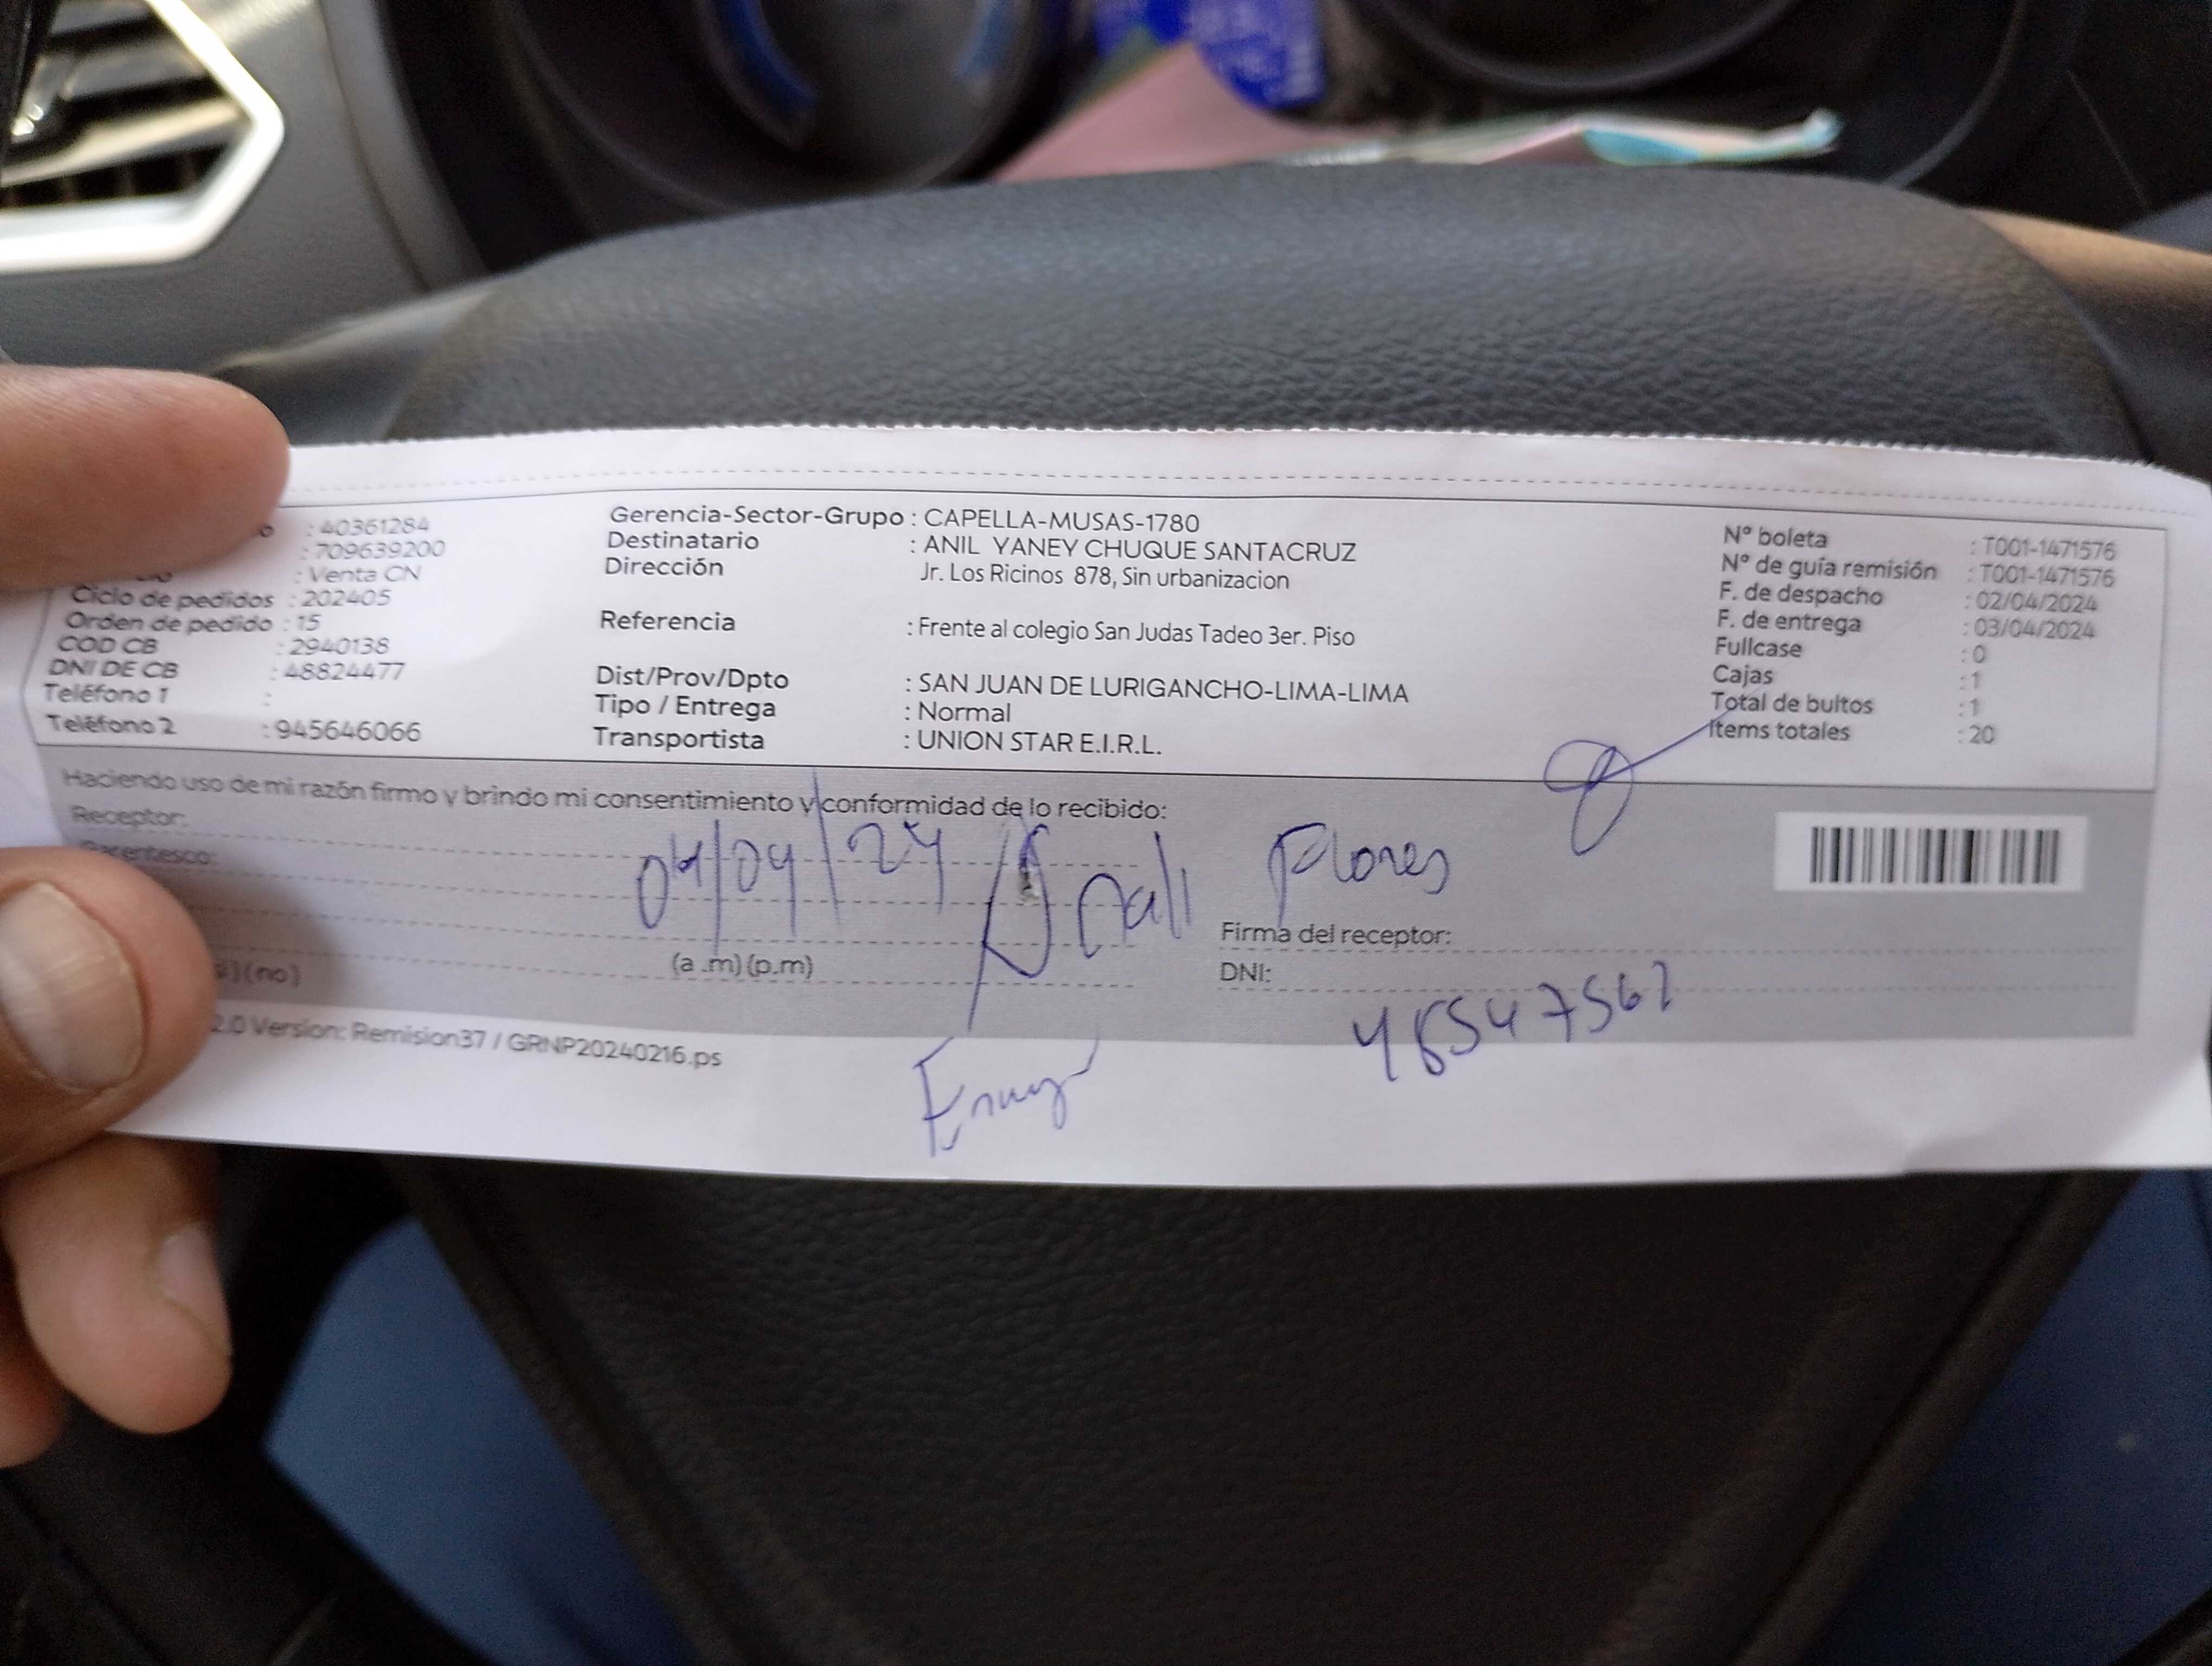 : 40361284
: 709639200
: Venta CN
Ciclo de pedidos : 202405
Orden de pedido : 15
COD CB : 2940138
DNI DE CB : 48824477
Teléfono 1 :
Teléfono 2 : 945646066
Gerencia-Sector-Grupo : CAPELLA-MUSAS-1780
Destinatario : ANIL YANEY CHUQUE SANTACRUZ
Dirección Jr. Los Ricinos 878, Sin urbanizacion
Referencia : Frente al colegio San Judas Tadeo 3er. Piso
Dist/Prov/Dpto : SAN JUAN DE LURIGANCHO-LIMA-LIMA
Tipo / Entrega : Normal
Transportista : UNION STAR E.I.R.L.
Nº boleta : T001-1471576
Nº de guía remisión : T001-1471576
F. de despacho : 02/04/2024
F. de entrega : 03/04/2024
Fullcase : 0
Cajas : 1
Total de bultos : 1
Items totales : 20
Haciendo uso de mi razón firmo y brindo mi consentimiento y conformidad de lo recibido:
Receptor:
Parentesco:
04/04/24
Flores
(a .m) (p.m)
(no)
Firma del receptor:
DNI:
2.0 Version: Remision37 / GRNP20240216.ps